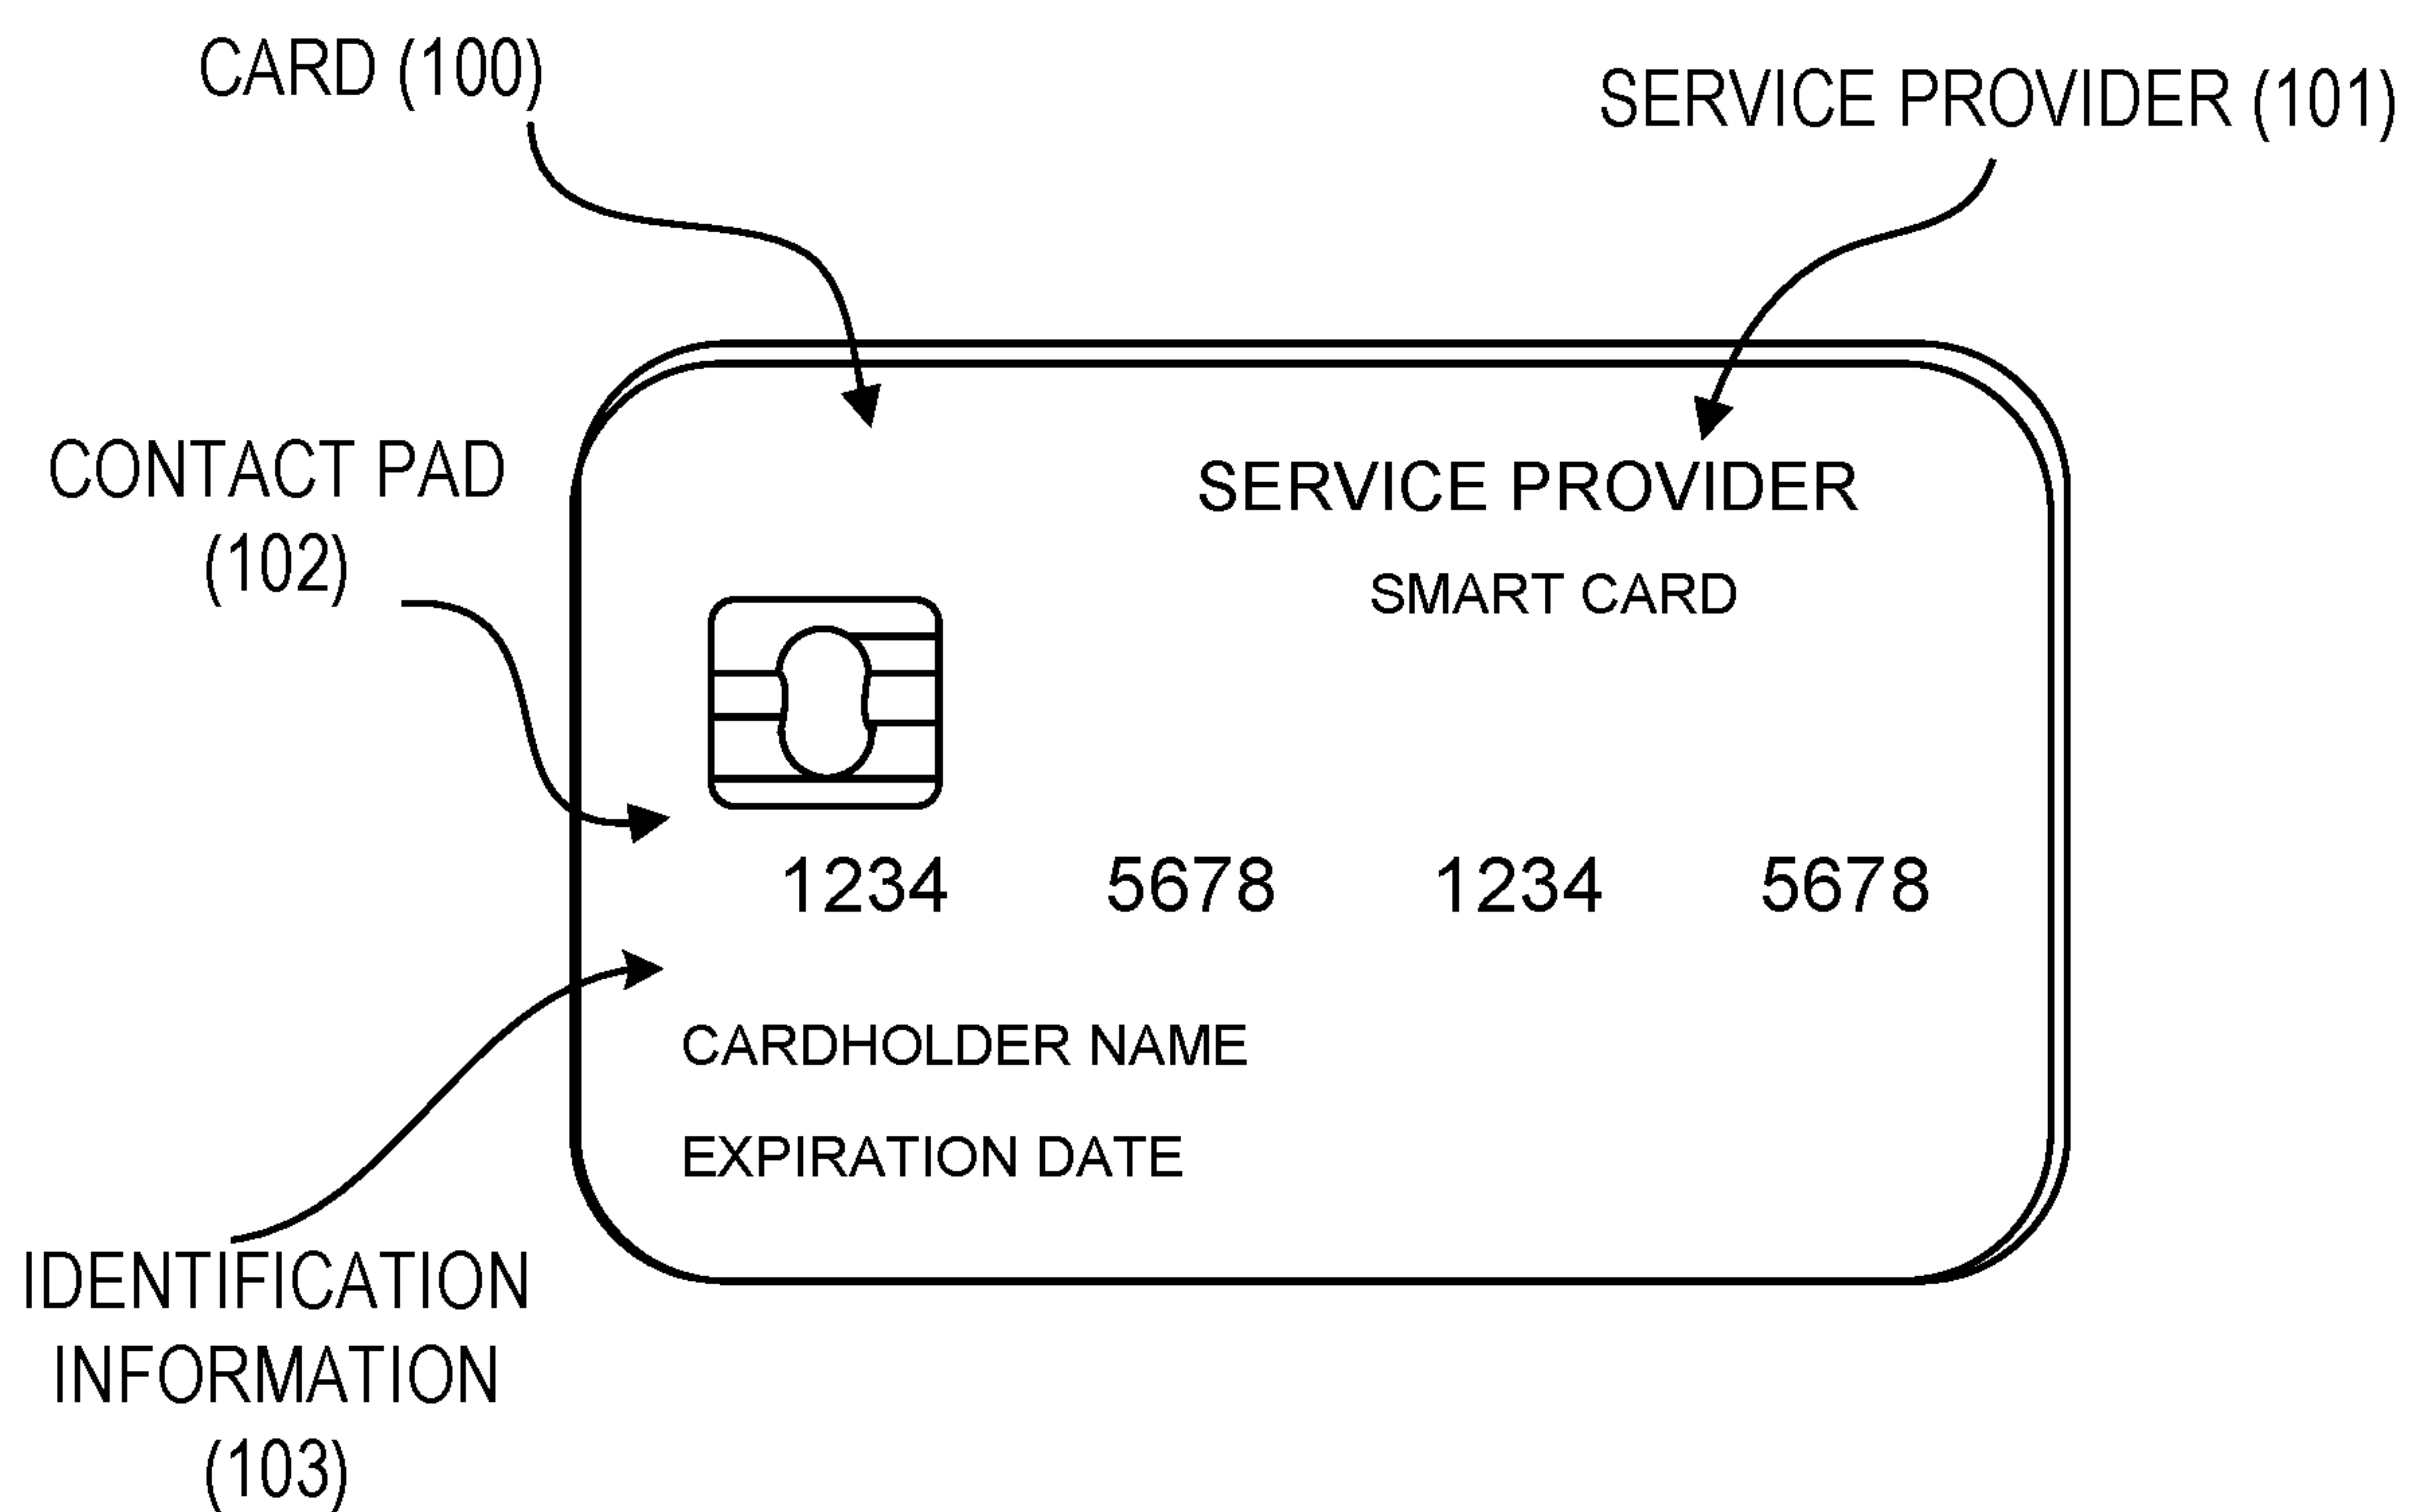 CARD (100)
SERVICE PROVIDER (101)
CONTACT PAD
(102)
SERVICE PROVIDER
SMART CARD
1234 5678 1234 5678
CARDHOLDER NAME
EXPIRATION DATE
IDENTIFICATION
INFORMATION
(103)